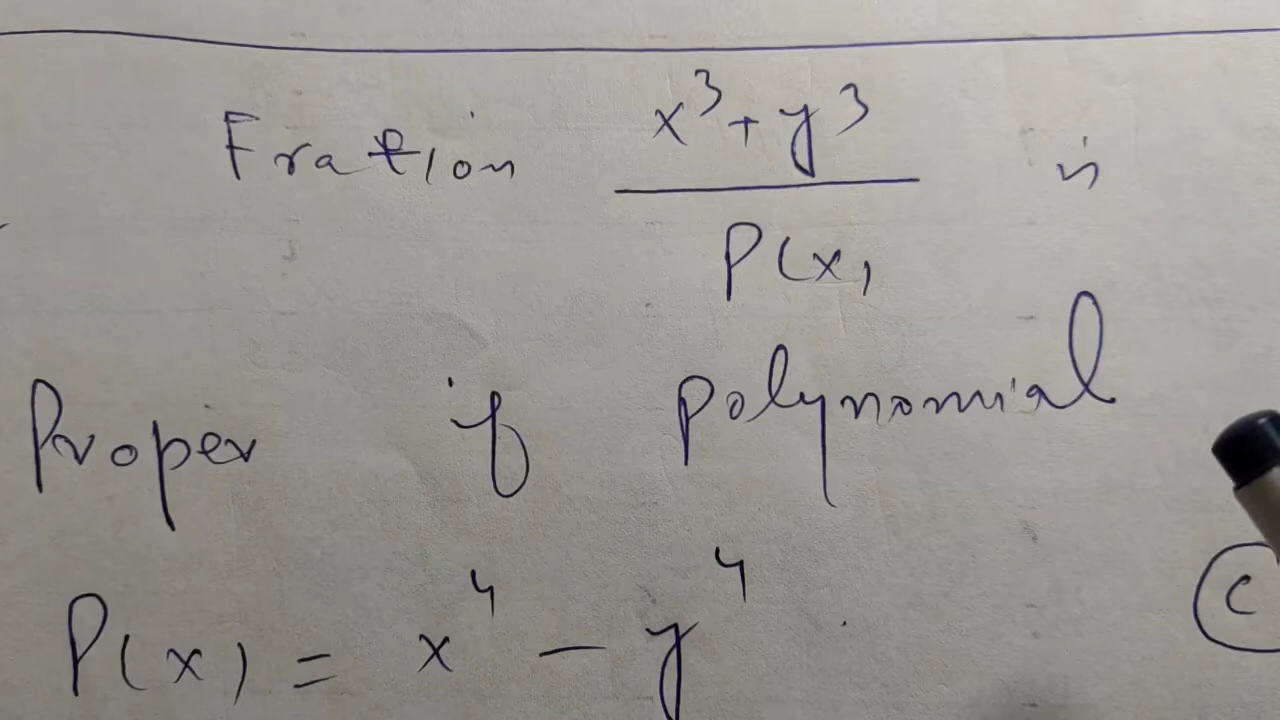 Fration x³ + y³ / P(x) is
Proper if polynomial
P(x) = x⁴ - y⁴.
C